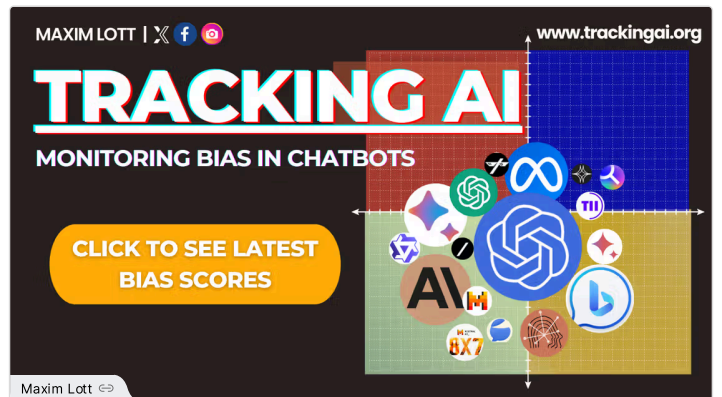 MAXIM LOTT |
www.trackingai.org
TRACKING AI
MONITORING BIAS IN CHATBOTS
CLICK TO SEE LATEST
BIAS SCORES
TII
AI
M
8X7
Maxim Lott